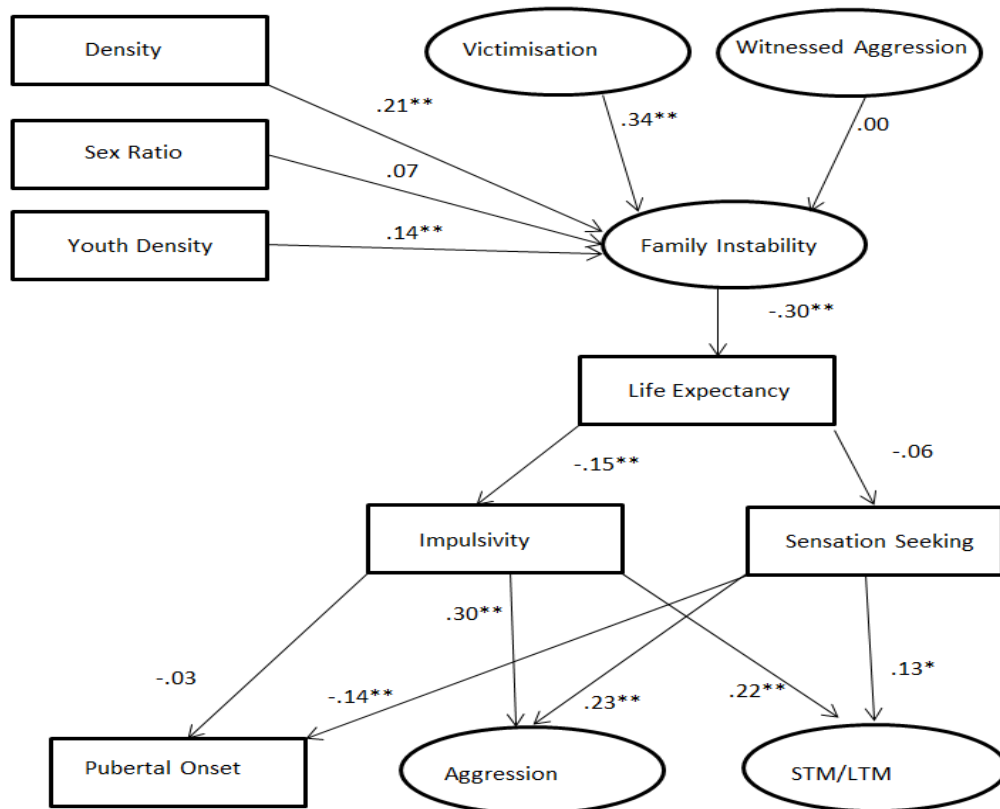 Density
Victimisation
Witnessed Aggression
.21**
.34**
.00
Sex Ratio
.07
Youth Density
.14**
Family Instability
-.30**
Life Expectancy
-.15**
-.06
Impulsivity
Sensation Seeking
.30**
-.03
-.14**
.23**
.22**
.13*
Pubertal Onset
Aggression
STM/LTM